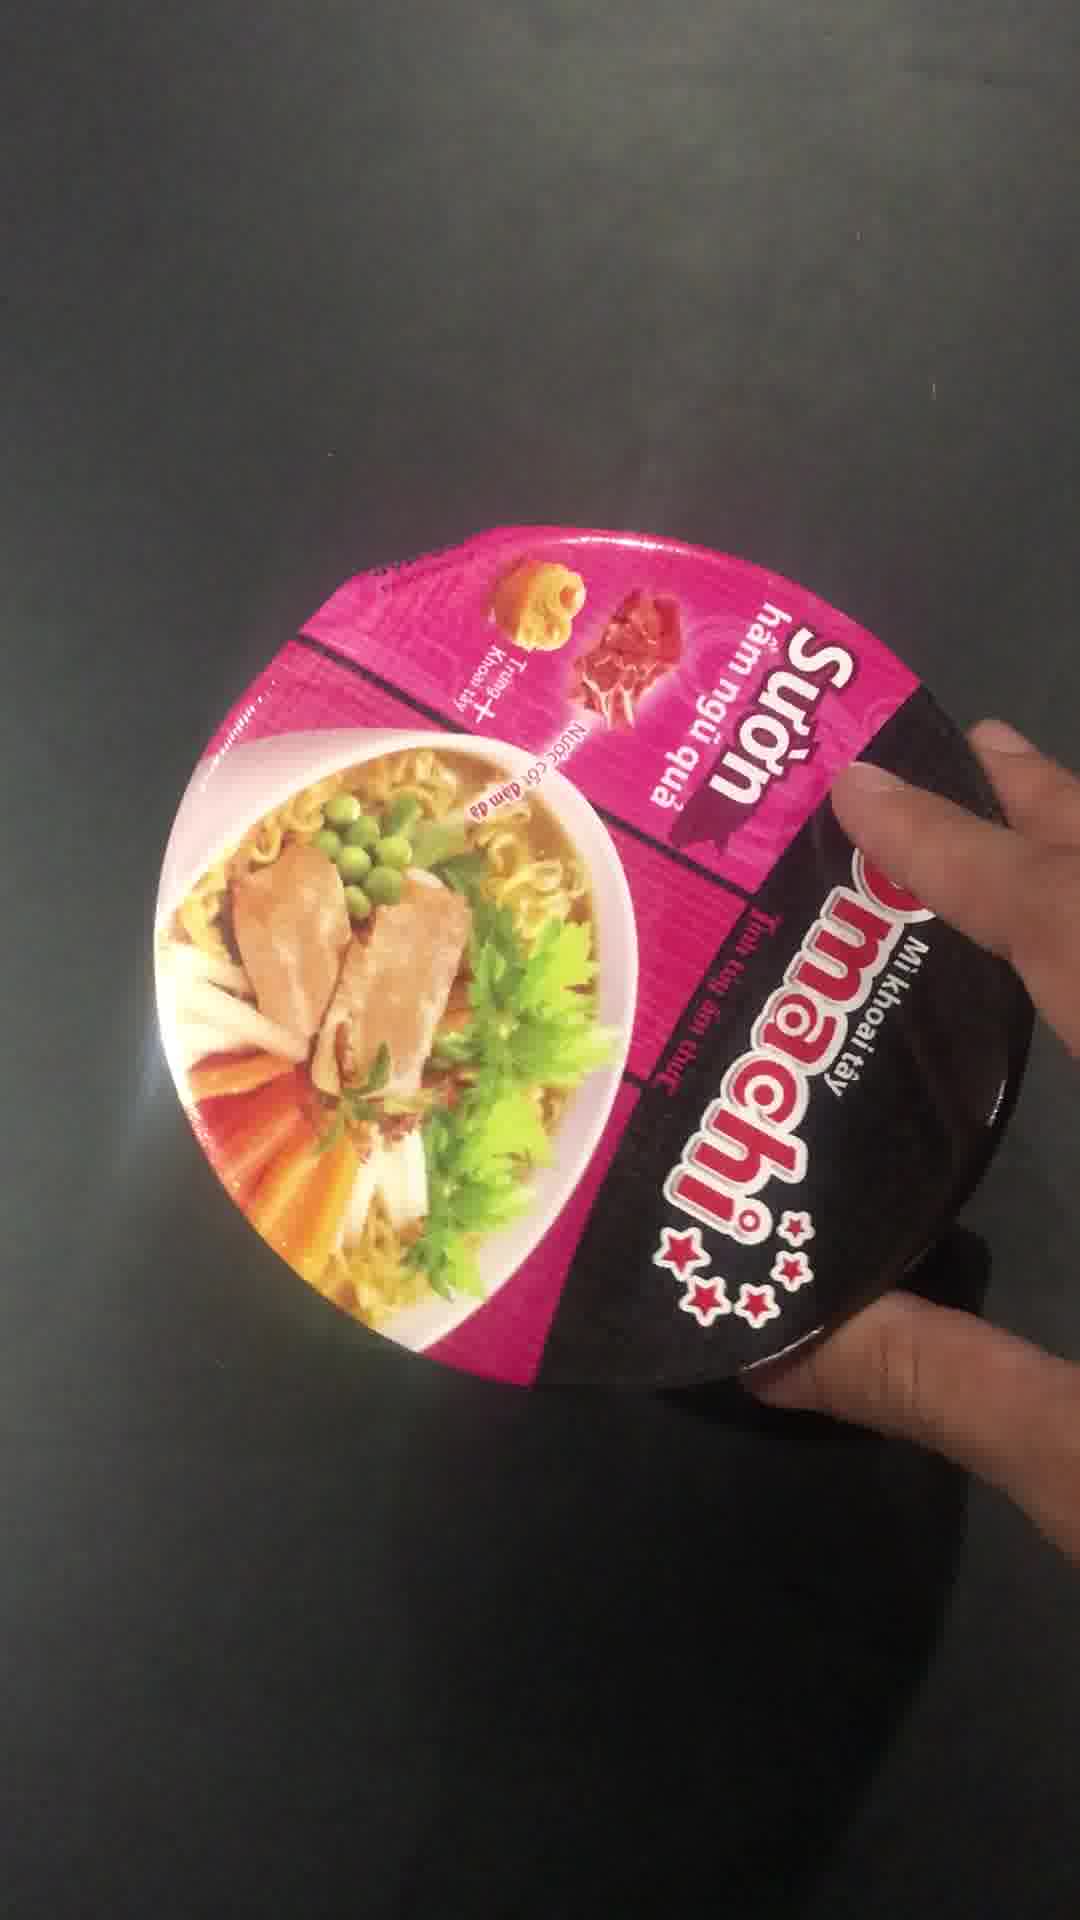 Mì khoai tây
Omachi
Tinh túy ẩm thực
Sườn
hầm ngũ quả
Nước cốt đậm đà
Trứng +
Khoai tây